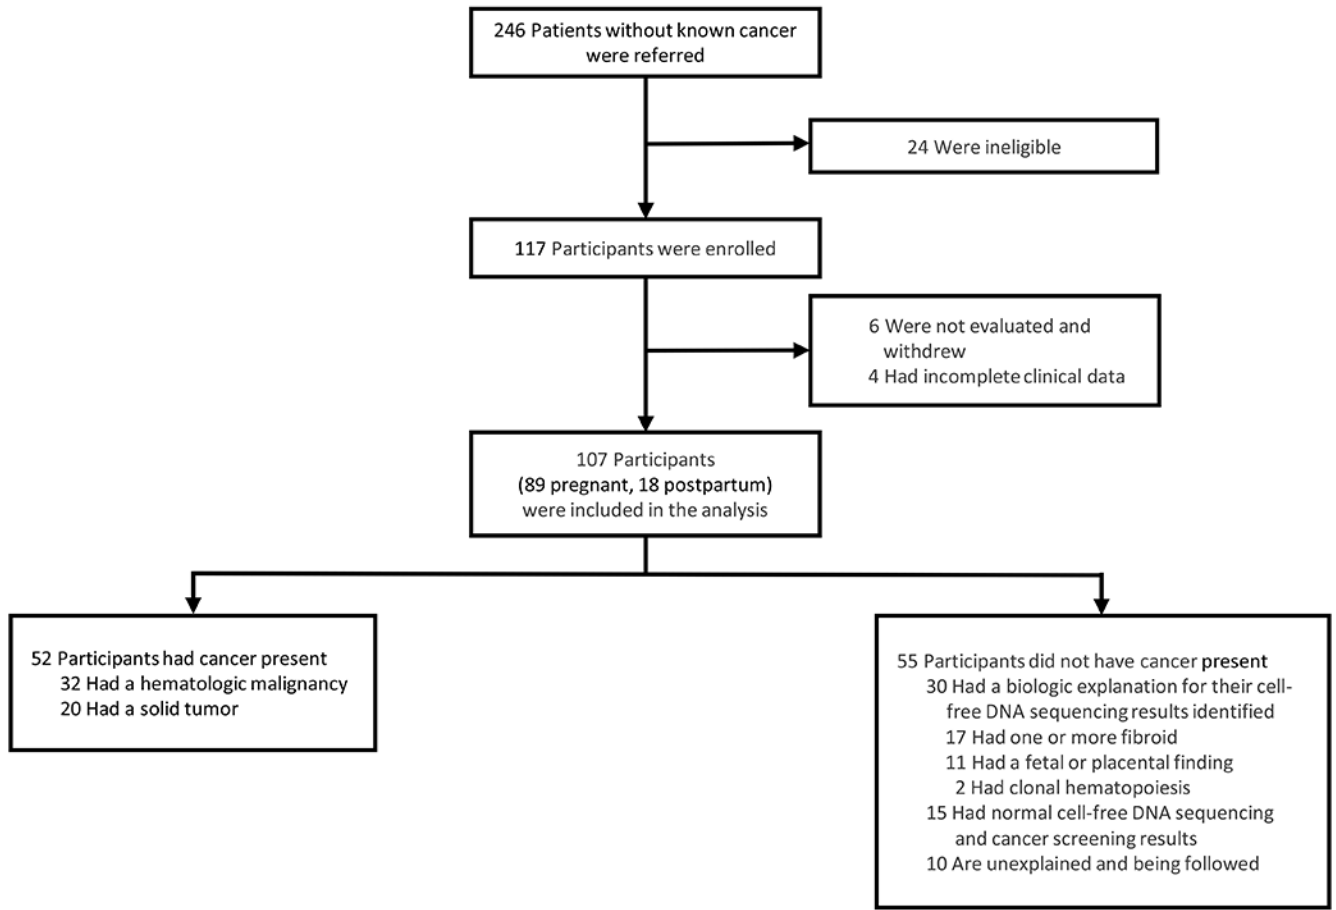 246 Patients without known cancer
were referred
24 Were ineligible
117 Participants were enrolled
6 Were not evaluated and
withdrew
4 Had incomplete clinical data
107 Participants
(89 pregnant, 18 postpartum)
were included in the analysis
52 Participants had cancer present
32 Had a hematologic malignancy
20 Had a solid tumor
55 Participants did not have cancer present
30 Had a biologic explanation for their cell-
free DNA sequencing results identified
17 Had one or more fibroid
11 Had a fetal or placental finding
2 Had clonal hematopoiesis
15 Had normal cell-free DNA sequencing
and cancer screening results
10 Are unexplained and being followed